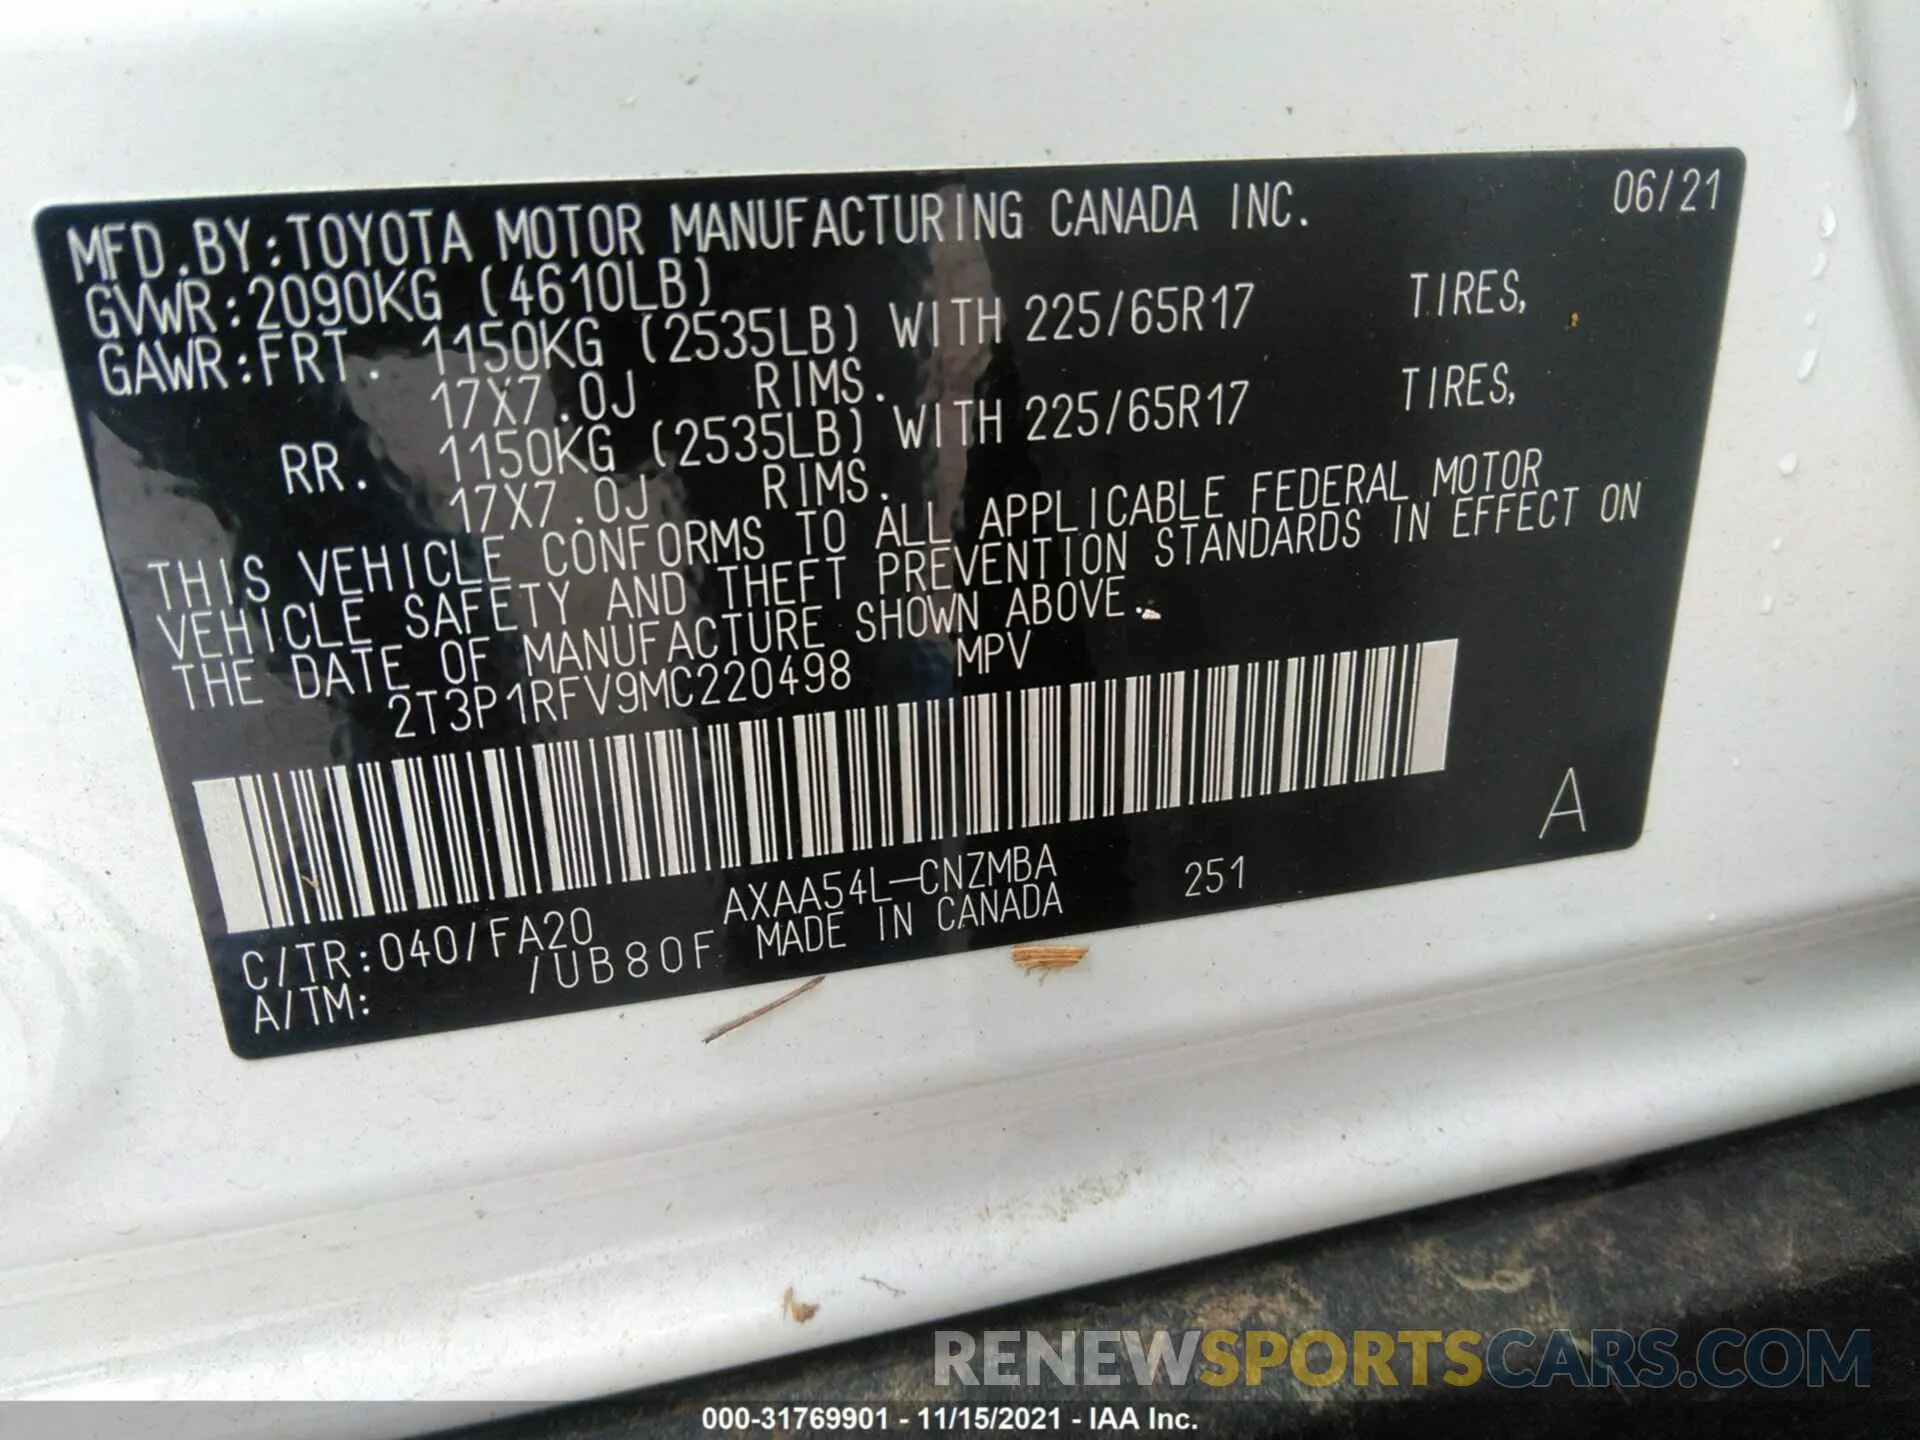 MFD.BY:TOYOTA MOTOR MANUFACTURING CANADA INC. 06/21
GVWR:2090KG (4610LB)
GAWR:FRT. 1150KG (2535LB) WITH 225/65R17 TIRES,
17X7.0J RIMS.
RR. 1150KG (2535LB) WITH 225/65R17 TIRES,
17X7.0J RIMS.
THIS VEHICLE CONFORMS TO ALL APPLICABLE FEDERAL MOTOR
VEHICLE SAFETY AND THEFT PREVENTION STANDARDS IN EFFECT ON
THE DATE OF MANUFACTURE SHOWN ABOVE.
2T3P1RFV9MC220498 MPV
A
AXAA54L-CNZMBA 251
C/TR:040/FA20 MADE IN CANADA
A/TM: /UB80F
RENEWSPORTSCARS.COM
000-31769901 - 11/15/2021 - IAA Inc.